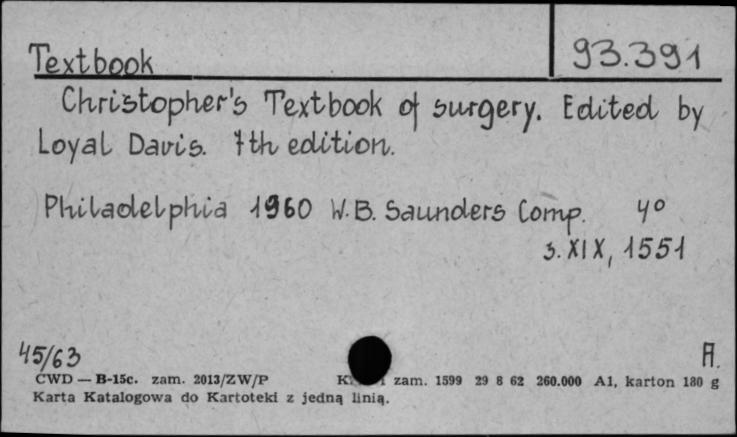 93.391
Textbook
Christopher's Textbook of surgery. Edited by
Loyal Davis. 7th edition.
Philadelphia 1960 W.B. Saunders Comp. 4º
s. XIX, 1551
45/63 A.
CWD — B-15c. zam. 2013/ZW/P zam. 1599 29 8 62 260.000 A1, karton 180 g
Karta Katalogowa do Kartoteki z jedną linią.